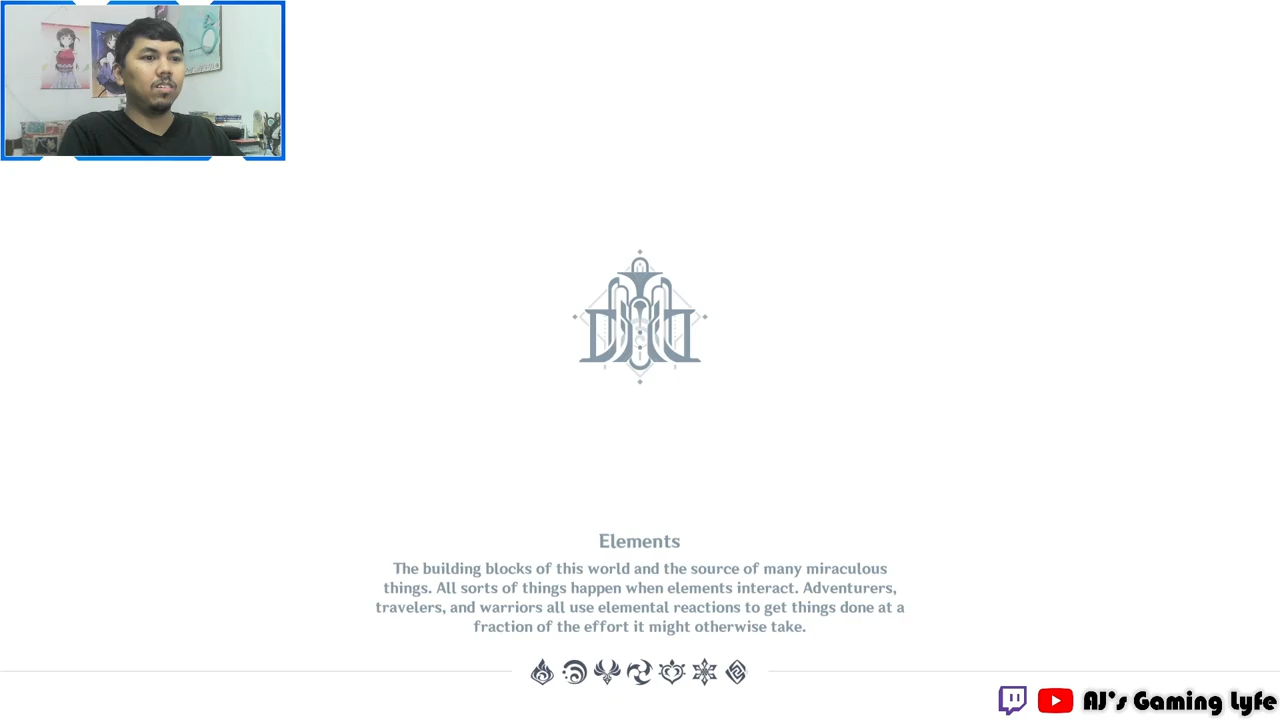 Elements
The building blocks of this world and the source of many miraculous
things. All sorts of things happen when elements interact. Adventurers,
travelers, and warriors all use elemental reactions to get things done at a
fraction of the effort it might otherwise take.
AJ's Gaming Lyfe